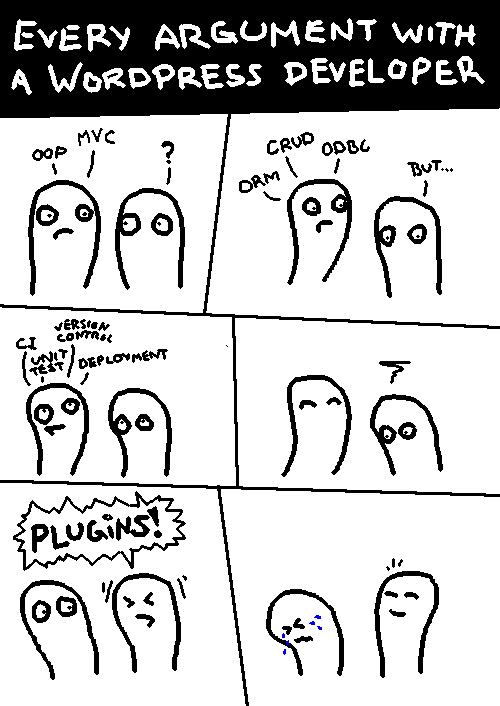 EVERY ARGUMENT WITH
A WORDPRESS DEVELOPER
OOP
MVC
?
ORM
CRUD
ODBC
BUT...
CI
UNIT
TEST
VERSION
CONTROL
DEPLOYMENT
?
PLUGiNS!